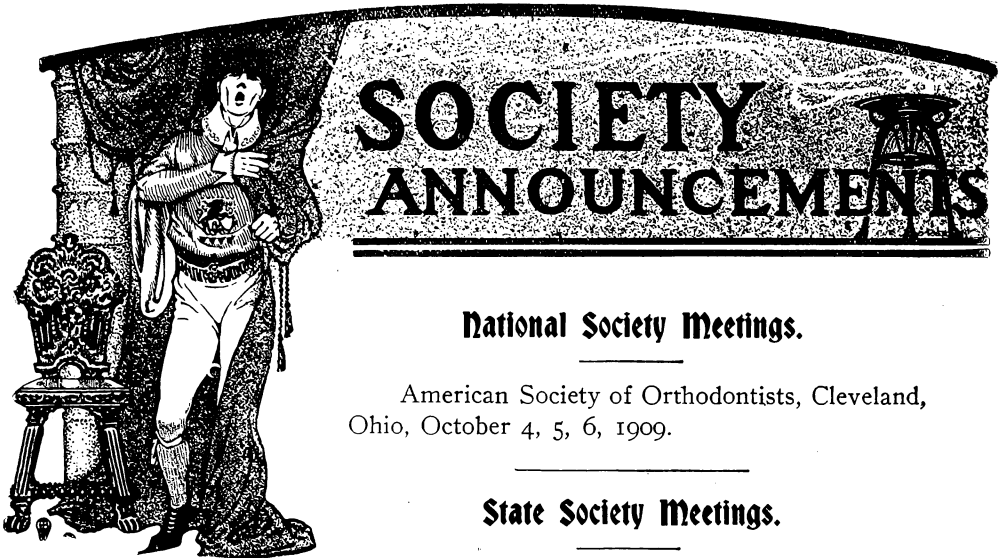 SOCIETY
ANNOUNCEMENTS
National Society Meetings.
American Society of Orthodontists, Cleveland,
Ohio, October 4, 5, 6, 1909.
State Society Meetings.